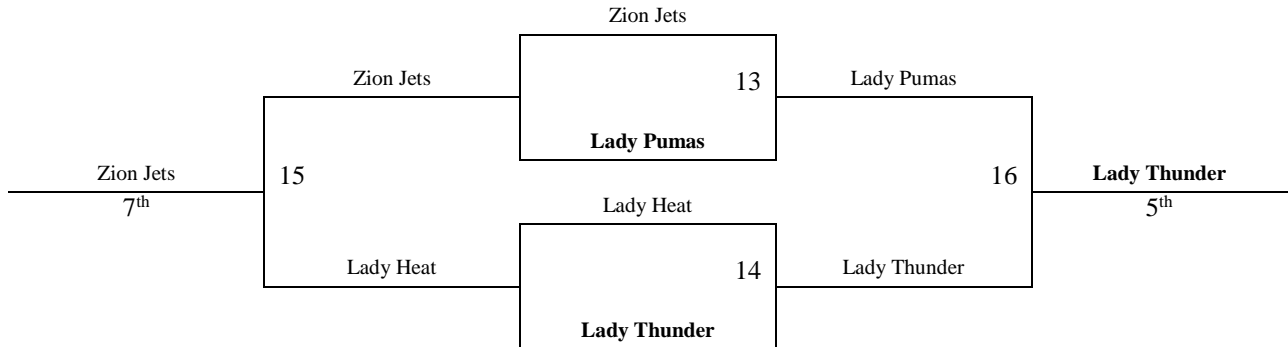 Zion Jets
Zion Jets
13
Lady Pumas
Lady Pumas
Zion Jets
15
16
Lady Thunder
7th
5th
Lady Heat
Lady Heat
14
Lady Thunder
Lady Thunder